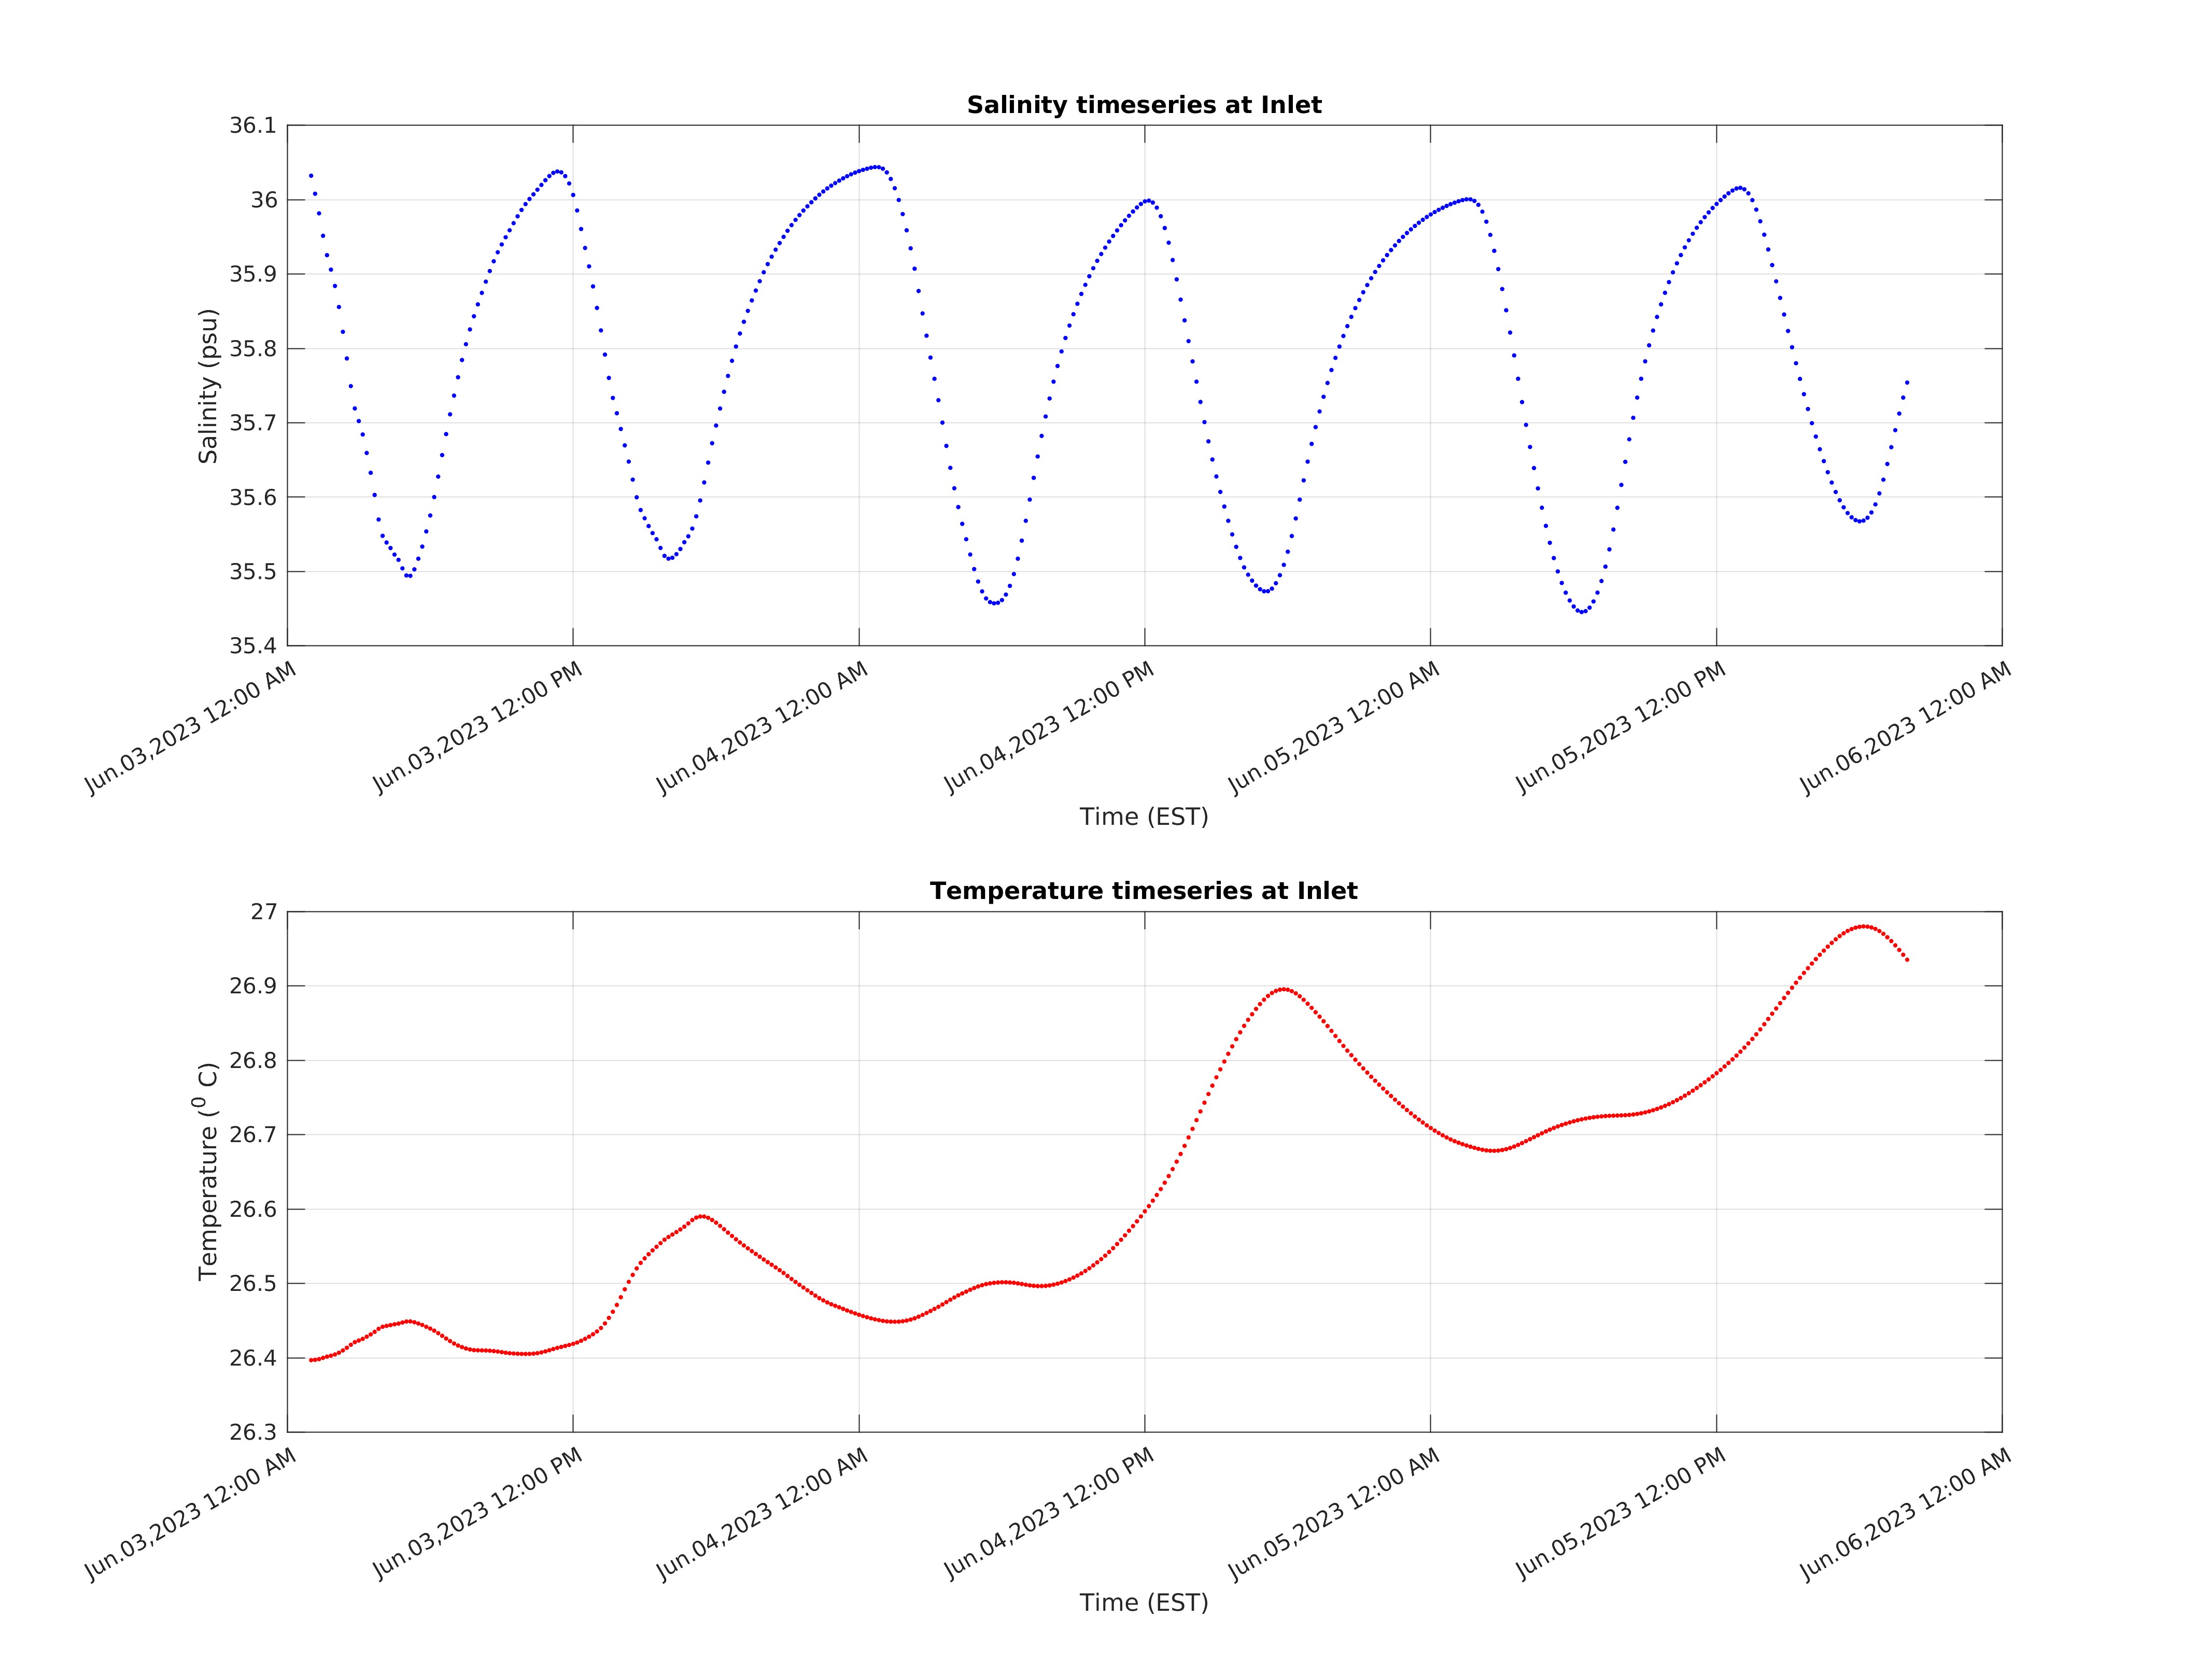 Salinity timeseries at Inlet
36.1
36
35.9
35.8
35.7
35.6
35.5
35.4
Salinity (psu)
Jun.03,2023 12:00 AM
Jun.03,2023 12:00 PM
Jun.04,2023 12:00 AM
Jun.04,2023 12:00 PM
Jun.05,2023 12:00 AM
Jun.05,2023 12:00 PM
Jun.06,2023 12:00 AM
Time (EST)
Temperature timeseries at Inlet
27
26.9
26.8
26.7
26.6
26.5
26.4
26.3
Temperature (⁰ C)
Jun.03,2023 12:00 AM
Jun.03,2023 12:00 PM
Jun.04,2023 12:00 AM
Jun.04,2023 12:00 PM
Jun.05,2023 12:00 AM
Jun.05,2023 12:00 PM
Jun.06,2023 12:00 AM
Time (EST)